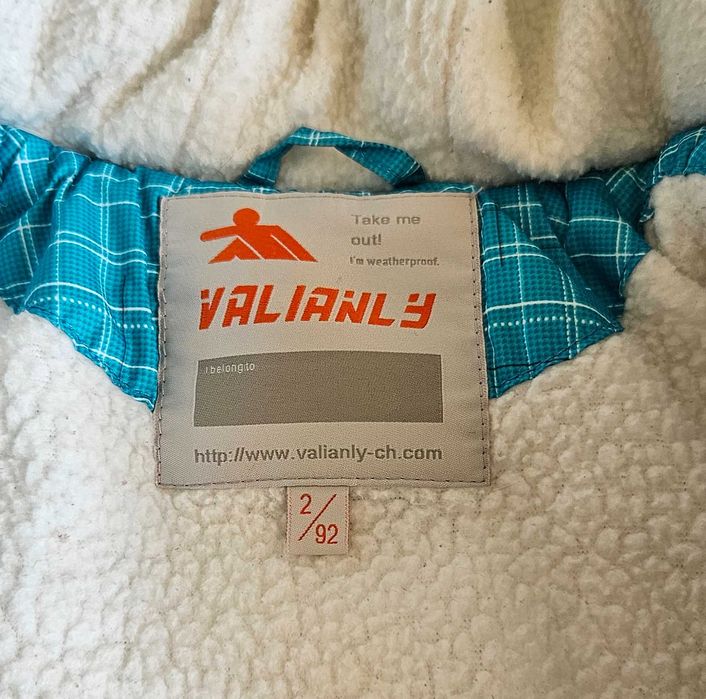 Take me
out!
I'm weatherproof.
VALIANLY
I belong to
http://www.valianly-ch.com
2/92